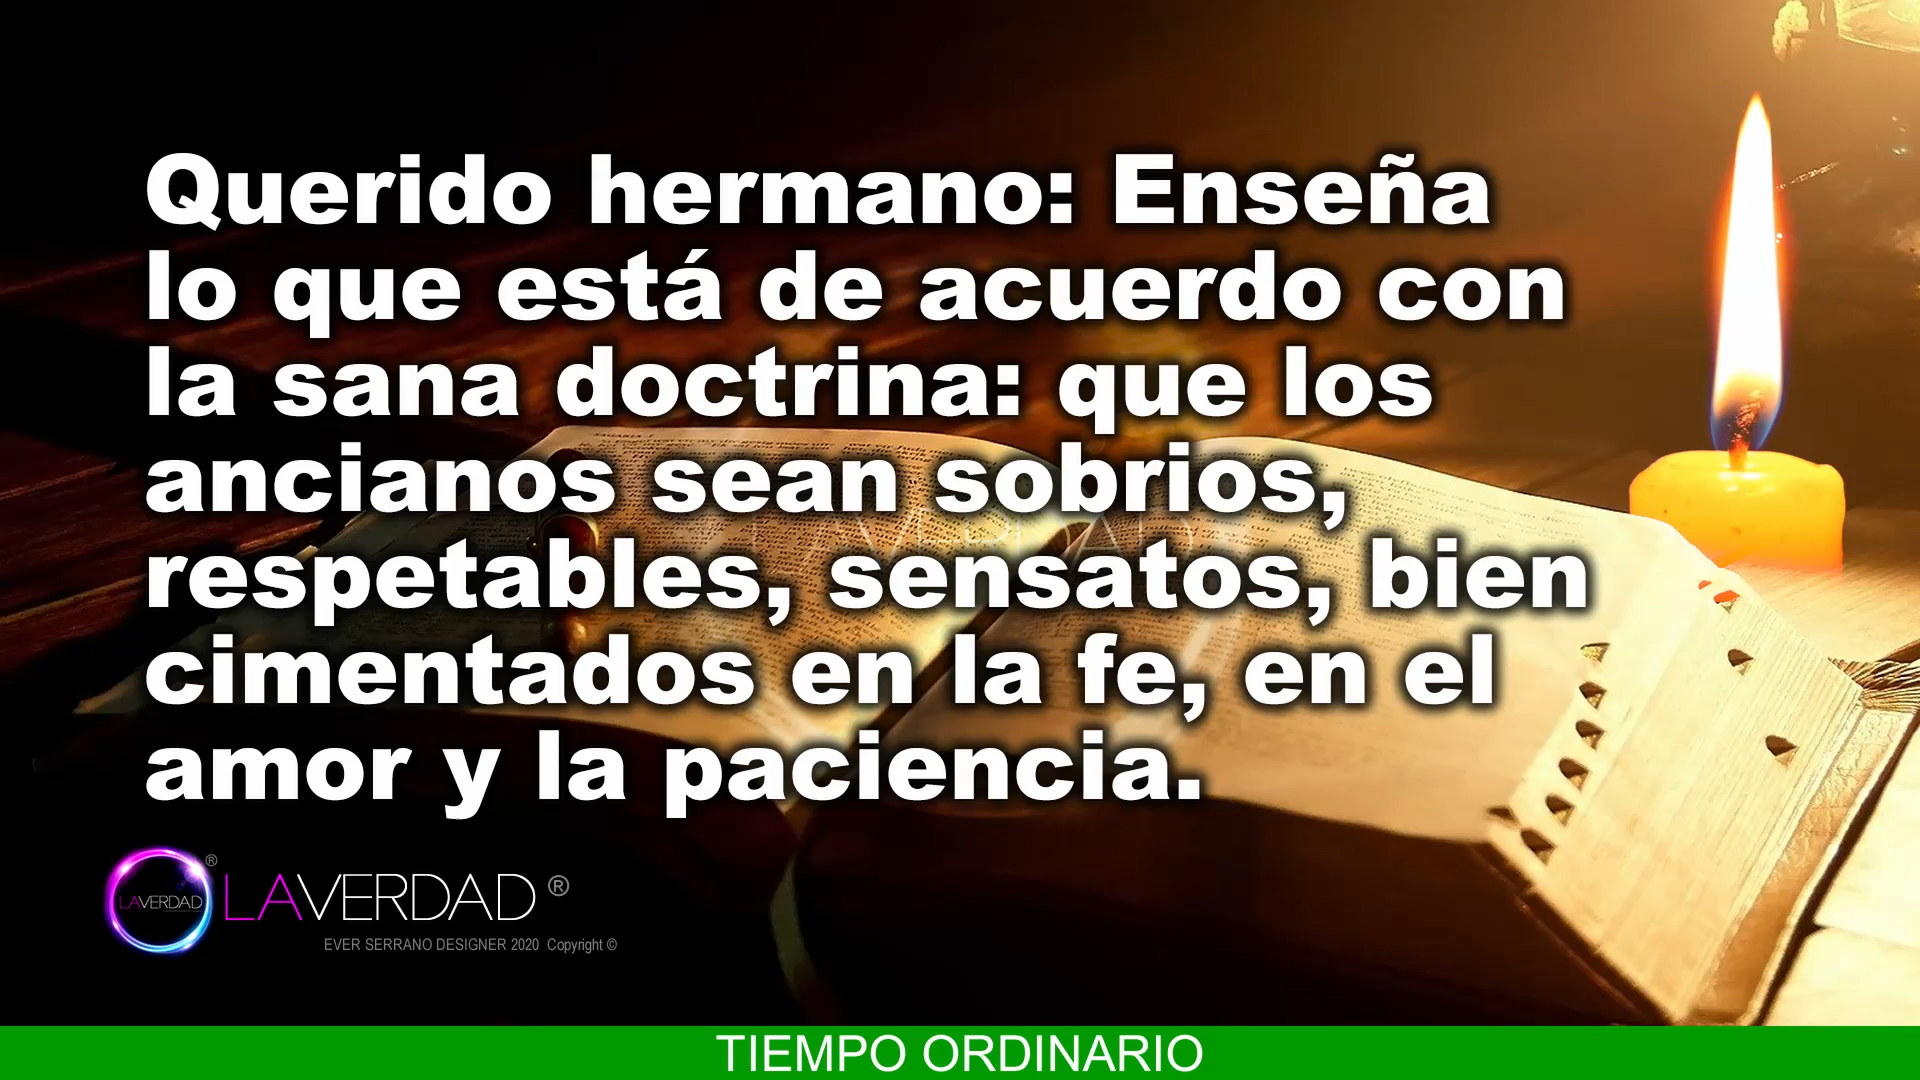 Querido hermano: Enseña
lo que está de acuerdo con
la sana doctrina: que los
ancianos sean sobrios,
respetables, sensatos, bien
cimentados en la fe, en el
amor y la paciencia.
LAVERDAD ®
LAVERDAD ®
EVER SERRANO DESIGNER 2020 Copyright ©
TIEMPO ORDINARIO